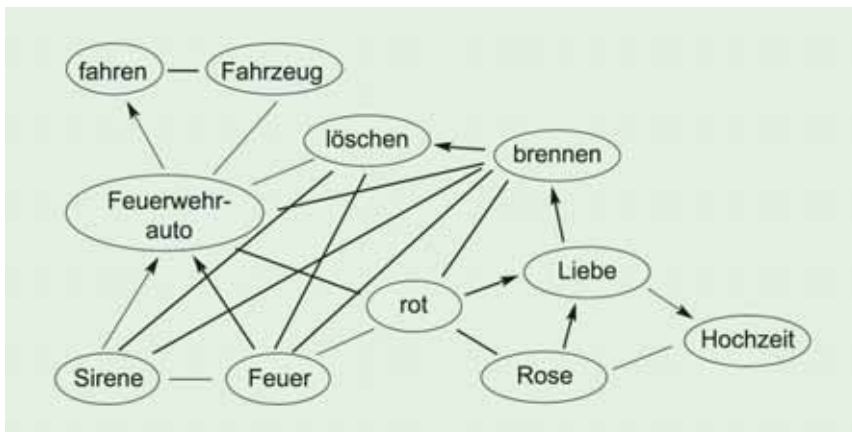 fahren
Fahrzeug
löschen
brennen
Feuerwehr-
auto
Liebe
rot
Hochzeit
Sirene
Feuer
Rose